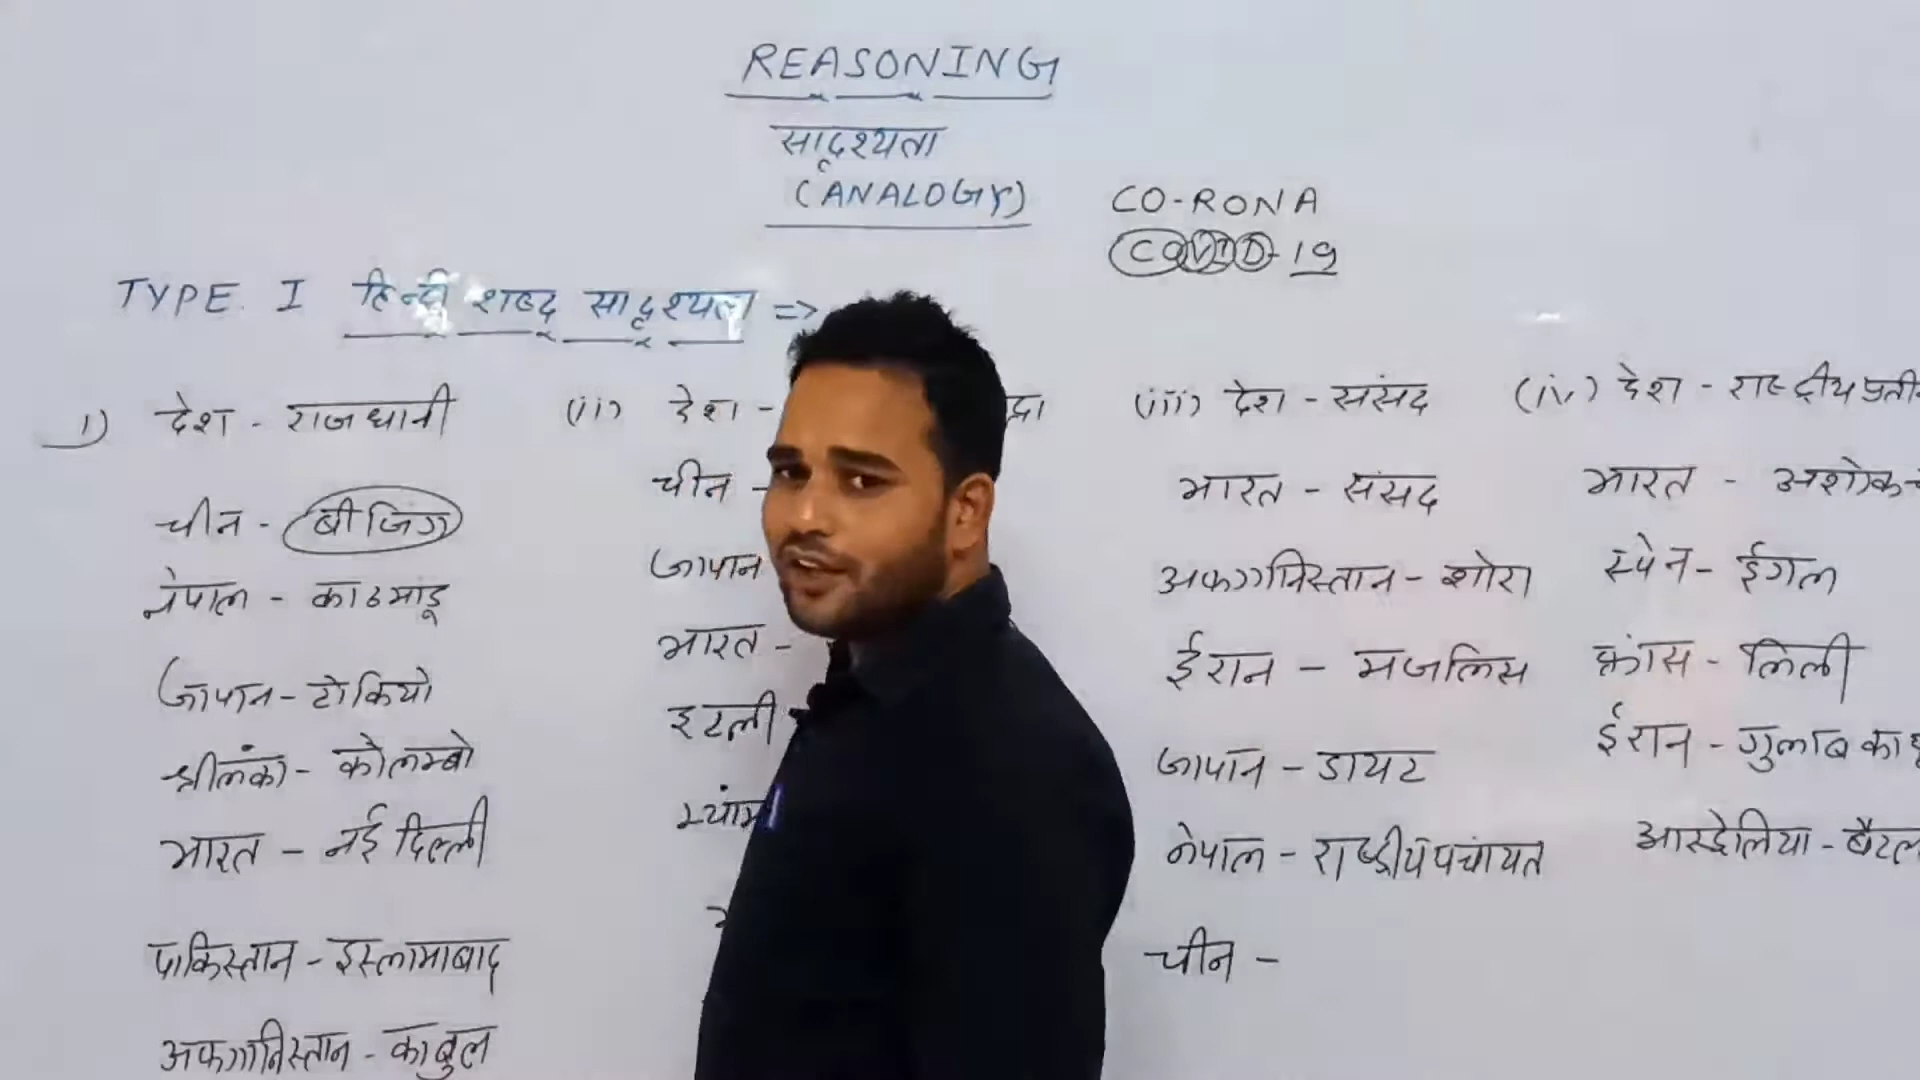 REASONING
सादृश्यता
(ANALOGY)
CO-RONA
COVID-19
TYPE. I हिन्दी शब्द सादृश्यता =>
1) देश - राजधानी
चीन - बीजिंग
नेपाल - काठमांडू
जापान - टोकियो
श्रीलंका - कोलम्बो
भारत - नई दिल्ली
पाकिस्तान - इस्लामाबाद
अफगानिस्तान - काबुल
(ii) देश -
चीन -
जापान
भारत -
इटली
(iii) देश - संसद
भारत - संसद
अफगानिस्तान - शोरा
ईरान - मजलिस
जापान - डायट
नेपाल - राष्ट्रीय पंचायत
चीन -
(iv) देश - राष्ट्रीय
भारत - अशोक
स्पेन - ईगल
फ्रांस - लिली
ईरान - गुलाब का
आस्ट्रेलिया -